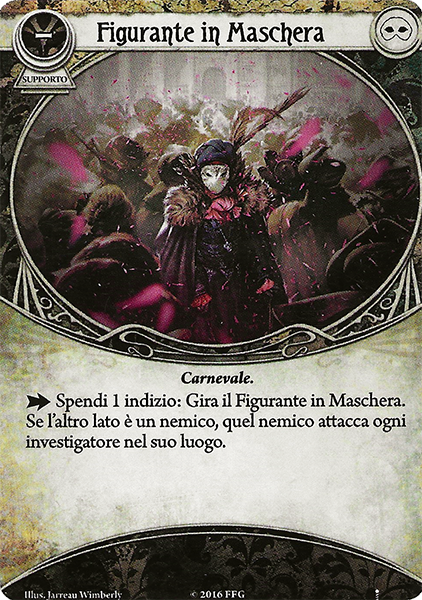 Figurante in Maschera
SUPPORTO
Carnevale.
Spendi 1 indizio: Gira il Figurante in Maschera.
Se l'altro lato è un nemico, quel nemico attacca ogni
investigatore nel suo luogo.
Illus. Jarreau Wimberly
© 2016 FFG